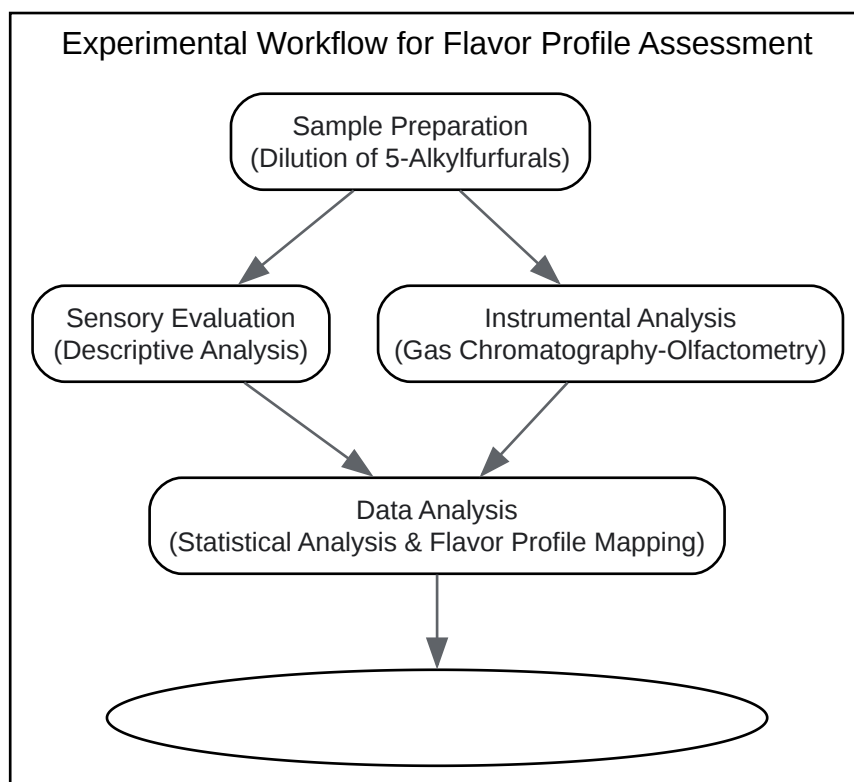 Experimental Workflow for Flavor Profile Assessment
Sample Preparation
(Dilution of 5-Alkylfurfurals)
Sensory Evaluation
(Descriptive Analysis)
Instrumental Analysis
(Gas Chromatography-Olfactometry)
Data Analysis
(Statistical Analysis & Flavor Profile Mapping)